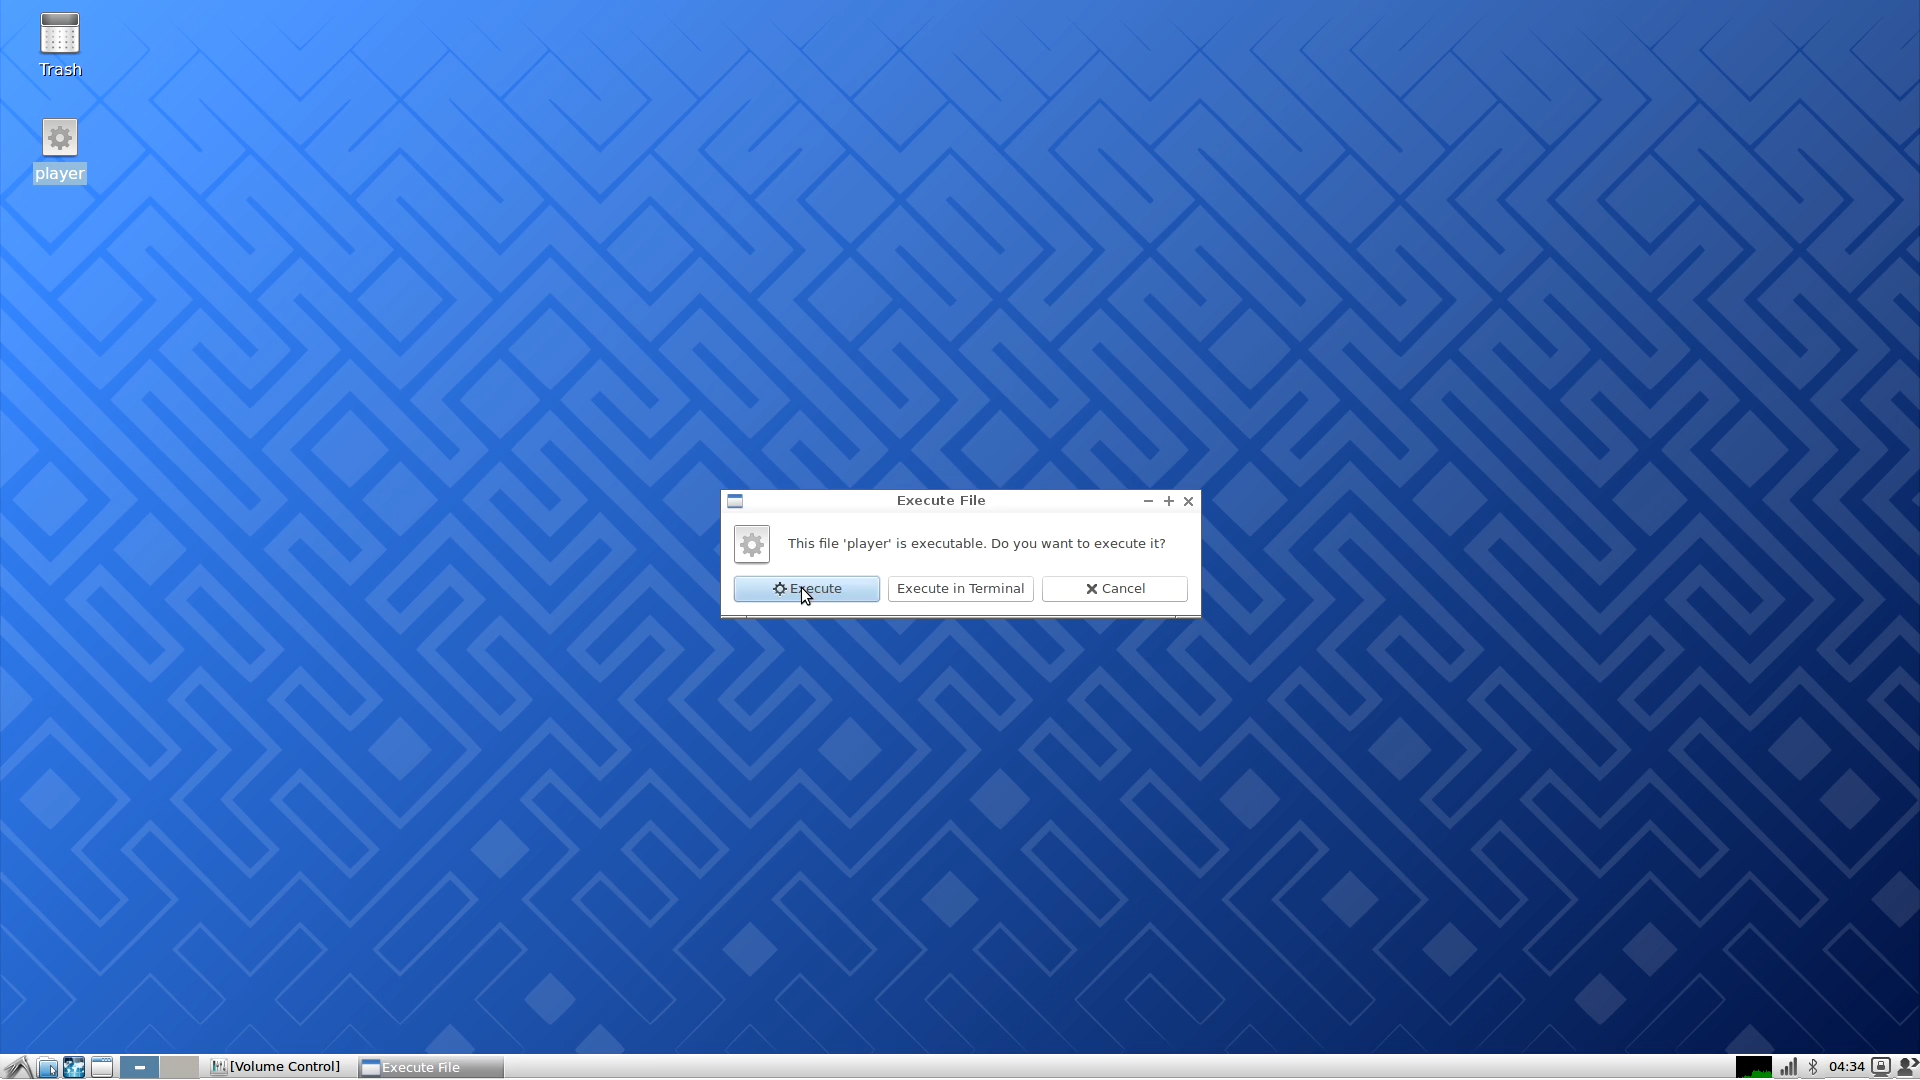 Trash
player
Execute File
This file 'player' is executable. Do you want to execute it?
Execute
Execute in Terminal
Cancel
[Volume Control]
Execute File
04:34